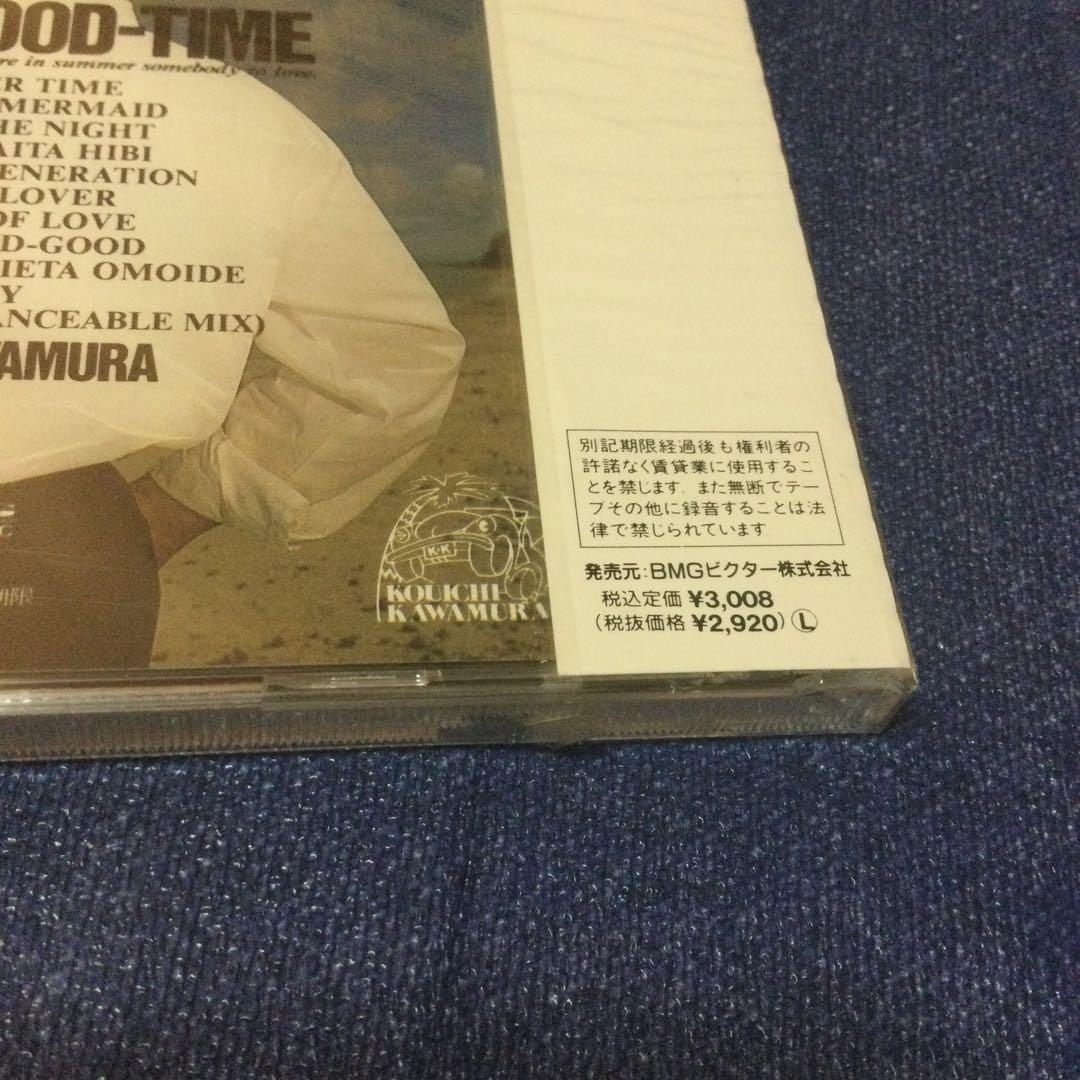 OOD-TIME
re in summer somebody to love.
ER TIME
MERMAID
HE NIGHT
AITA HIBI
ENERATION
LOVER
OF LOVE
D-GOOD
IETA OMOIDE
Y
ANCEABLE MIX)
WAMURA
K·K
KOUICHI
KAWAMURA
別記期限経過後も権利者の
許諾なく賃貸業に使用するこ
とを禁じます。また無断でテー
プその他に録音することは法
律で禁じられています
発売元:BMGビクター株式会社
税込定価 ¥3,008
(税抜価格 ¥2,920) Ⓛ